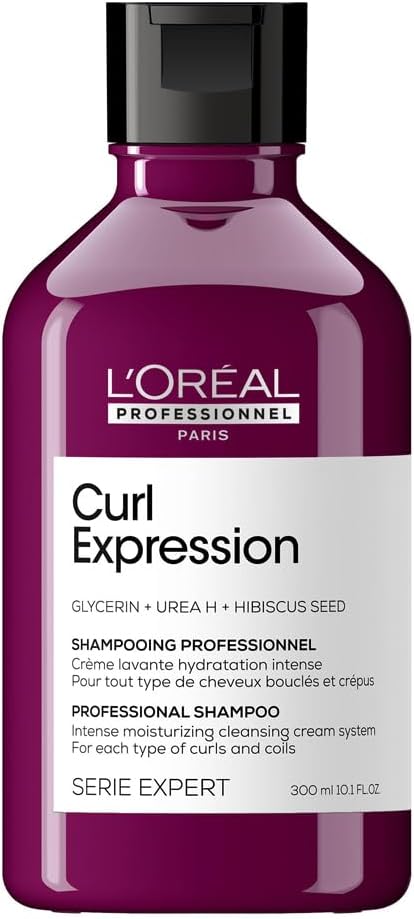 L'ORÉAL
PROFESSIONNEL
PARIS
Curl
Expression
GLYCERIN + UREA H + HIBISCUS SEED
SHAMPOOING PROFESSIONNEL
Crème lavante hydratation intense
Pour tout type de cheveux bouclés et crépus
PROFESSIONAL SHAMPOO
Intense moisturizing cleansing cream system
For each type of curls and coils
SERIE EXPERT
300 ml 10.1 FL.OZ